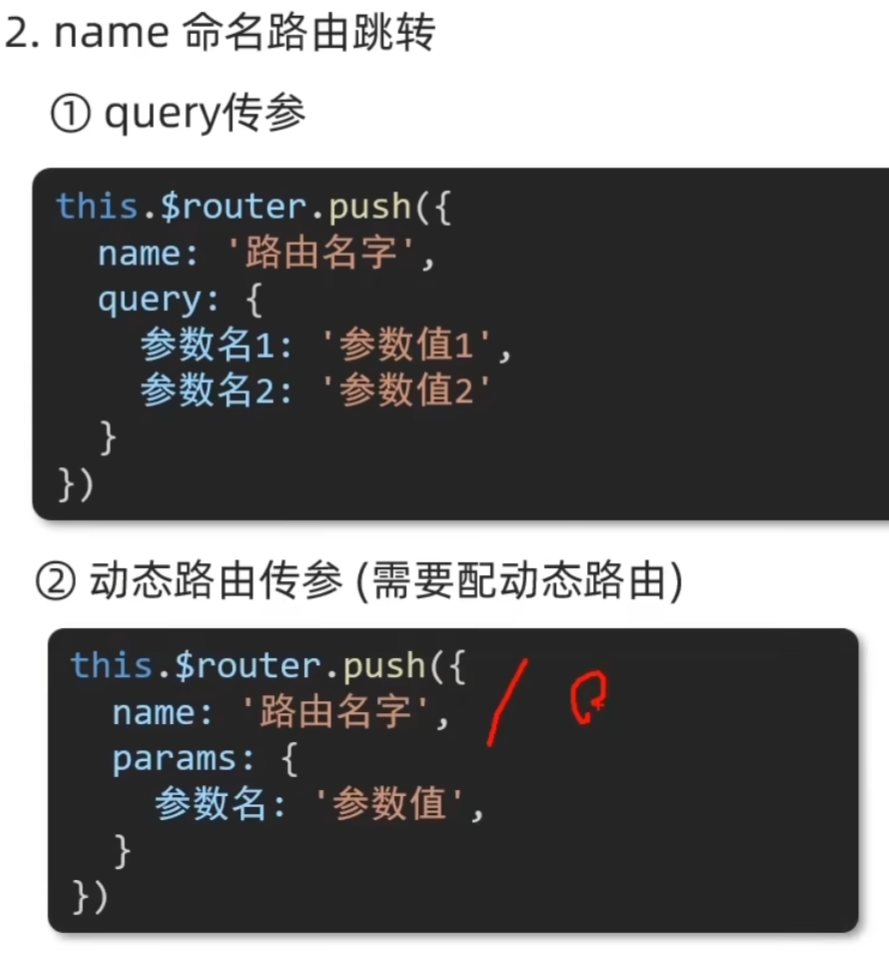 2. name 命名路由跳转
① query传参
this.$router.push({
name: '路由名字',
query: {
参数名1: '参数值1',
参数名2: '参数值2'
}
})
② 动态路由传参 (需要配动态路由)
this.$router.push({
name: '路由名字',
params: {
参数名: '参数值',
}
})